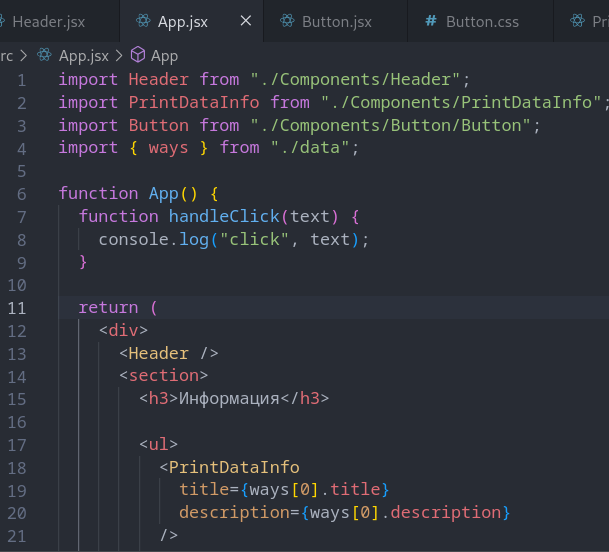 Header.jsx App.jsx Button.jsx # Button.css
App.jsx > App
1 import Header from "./Components/Header";
2 import PrintDataInfo from "./Components/PrintDataInfo";
3 import Button from "./Components/Button/Button";
4 import { ways } from "./data";
5
6 function App() {
7 function handleClick(text) {
8 console.log("click", text);
9 }
10
11 return (
12 <div>
13 <Header />
14 <section>
15 <h3>Информация</h3>
16
17 <ul>
18 <PrintDataInfo
19 title={ways[0].title}
20 description={ways[0].description}
21 />